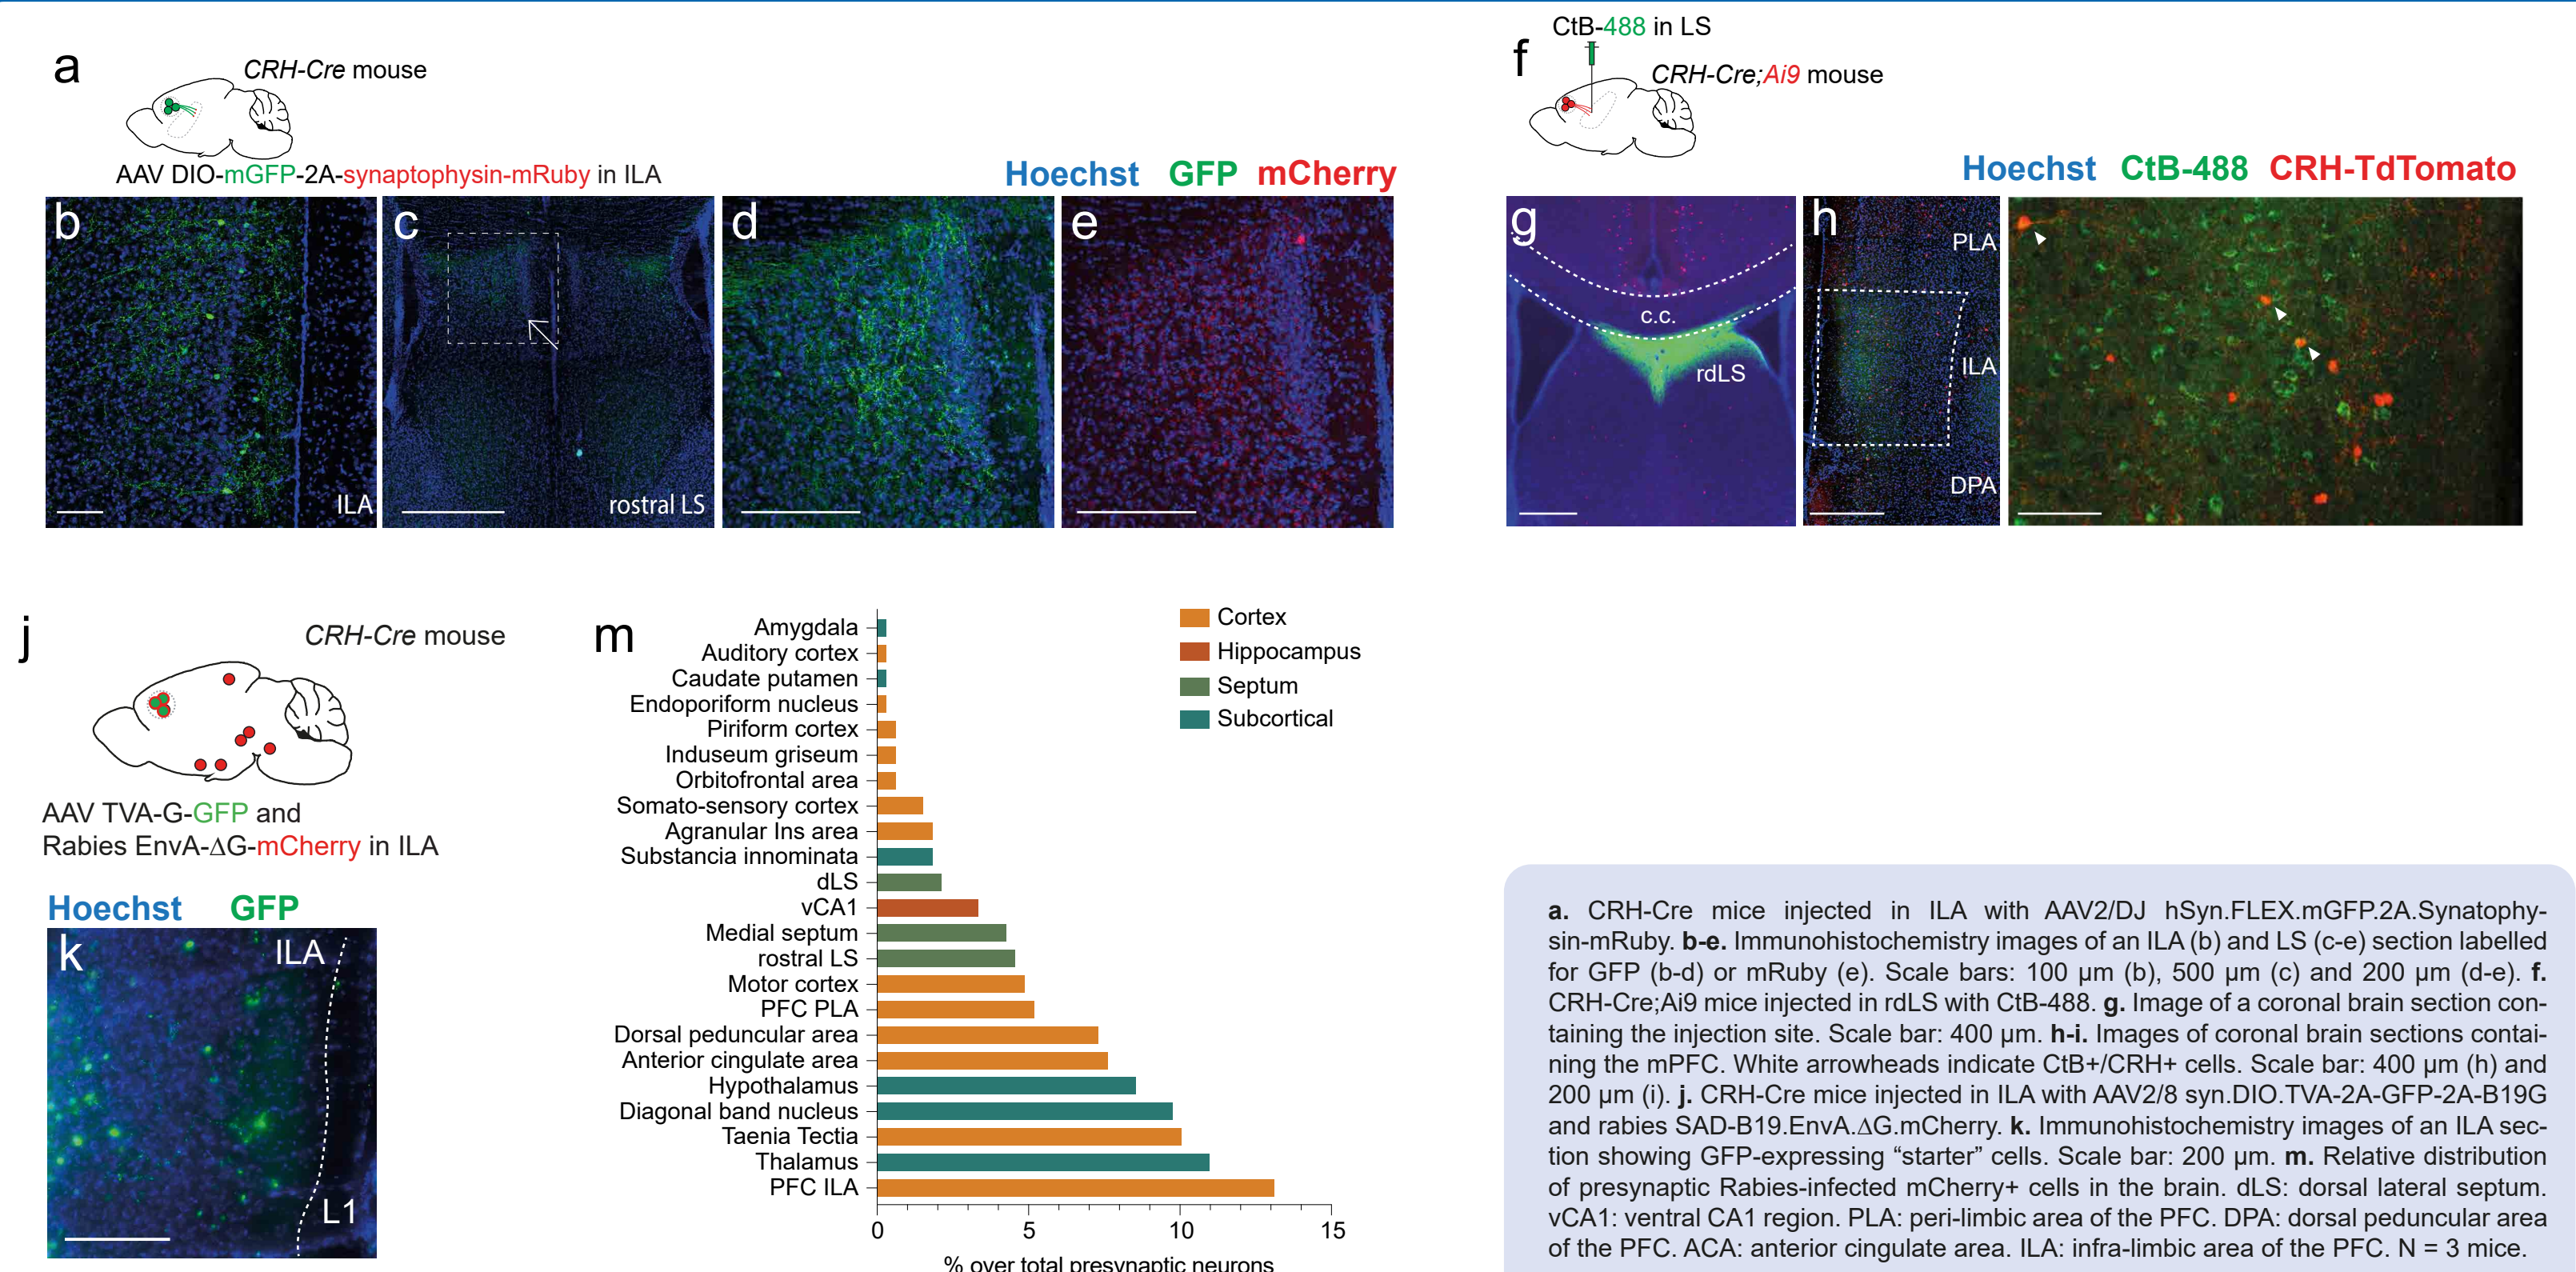 a
CRH-Cre mouse
AAV DIO-mGFP-2A-synaptophysin-mRuby in ILA
Hoechst GFP mCherry
b
ILA
c
rostral LS
d
e
f
CtB-488 in LS
CRH-Cre;Ai9 mouse
Hoechst CtB-488 CRH-TdTomato
g
c.c.
rdLS
h
PLA
ILA
DPA
j
CRH-Cre mouse
AAV TVA-G-GFP and
Rabies EnvA-ΔG-mCherry in ILA
Hoechst GFP
k
ILA
L1
m
Amygdala
Auditory cortex
Caudate putamen
Endoporiform nucleus
Piriform cortex
Induseum griseum
Orbitofrontal area
Somato-sensory cortex
Agranular Ins area
Substancia innominata
dLS
vCA1
Medial septum
rostral LS
Motor cortex
PFC PLA
Dorsal peduncular area
Anterior cingulate area
Hypothalamus
Diagonal band nucleus
Taenia Tectia
Thalamus
PFC ILA
0 5 10 15
% over total presynaptic neurons
Cortex
Hippocampus
Septum
Subcortical
a. CRH-Cre mice injected in ILA with AAV2/DJ hSyn.FLEX.mGFP.2A.Synatophy-
sin-mRuby. b-e. Immunohistochemistry images of an ILA (b) and LS (c-e) section labelled
for GFP (b-d) or mRuby (e). Scale bars: 100 µm (b), 500 µm (c) and 200 µm (d-e). f.
CRH-Cre;Ai9 mice injected in rdLS with CtB-488. g. Image of a coronal brain section con-
taining the injection site. Scale bar: 400 µm. h-i. Images of coronal brain sections contai-
ning the mPFC. White arrowheads indicate CtB+/CRH+ cells. Scale bar: 400 µm (h) and
200 µm (i). j. CRH-Cre mice injected in ILA with AAV2/8 syn.DIO.TVA-2A-GFP-2A-B19G
and rabies SAD-B19.EnvA.ΔG.mCherry. k. Immunohistochemistry images of an ILA sec-
tion showing GFP-expressing “starter” cells. Scale bar: 200 µm. m. Relative distribution
of presynaptic Rabies-infected mCherry+ cells in the brain. dLS: dorsal lateral septum.
vCA1: ventral CA1 region. PLA: peri-limbic area of the PFC. DPA: dorsal peduncular area
of the PFC. ACA: anterior cingulate area. ILA: infra-limbic area of the PFC. N = 3 mice.